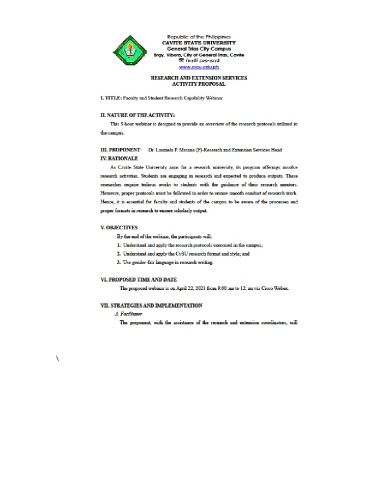 Republic of the Philippines
CAVITE STATE UNIVERSITY
General Trias City Campus
Brgy. Vibora, City of General Trias, Cavite
www.cvsu.edu.ph
RESEARCH AND EXTENSION SERVICES
ACTIVITY PROPOSAL
I. TITLE: Faculty and Student Research Capability Webinar
II. NATURE OF THE ACTIVITY:
This 3-hour webinar is designed to provide an overview of the research protocols utilized in
the campus.
III. PROPONENT: Dr. P. [P]-Research and Extension Services Head
IV. RATIONALE
As Cavite State University aims for a research university, its program offerings involve
research activities. Students are engaging in research and expected to produce outputs. These
researches require tedious works to students with the guidance of their research mentors.
However, proper protocols must be followed in order to ensure smooth conduct of research work.
Hence, it is essential for faculty and students of the campus to be aware of the processes and
proper formats in research to ensure scholarly output.
V. OBJECTIVES
By the end of the webinar, the participants will;
1. Understand and apply the research protocols exercised in the campus;
2. Understand and apply the CvSU research format and style; and
3. Use gender-fair language in research writing.
VI. PROPOSED TIME AND DATE
The proposed webinar is on April 22, 2021 from 9:00 am to 12: nn via Cisco Webex.
VII. STRATEGIES AND IMPLEMENTATION
A. Facilitator
The proponent, with the assistance of the research and extension coordinators, will
\